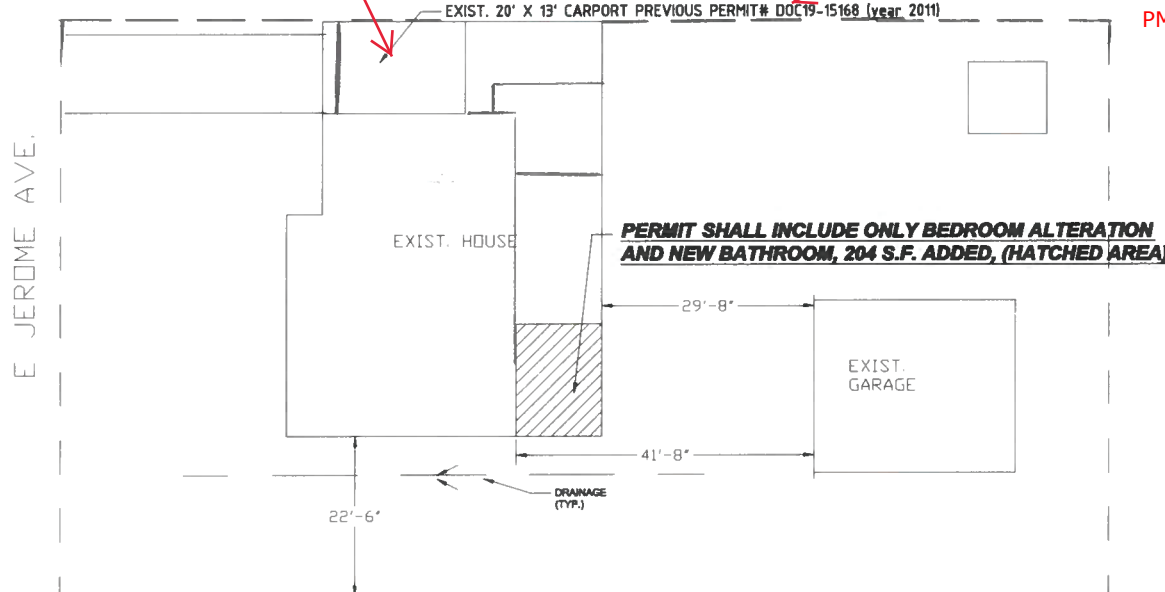 EXIST. 20' X 13' CARPORT PREVIOUS PERMIT# DOC19-15168 (year 2011)
PM
E JEROME AVE.
EXIST. HOUSE
PERMIT SHALL INCLUDE ONLY BEDROOM ALTERATION
AND NEW BATHROOM, 204 S.F. ADDED, (HATCHED AREA)
29'-8"
EXIST.
GARAGE
41'-8"
DRAINAGE
(TYP.)
22'-6"